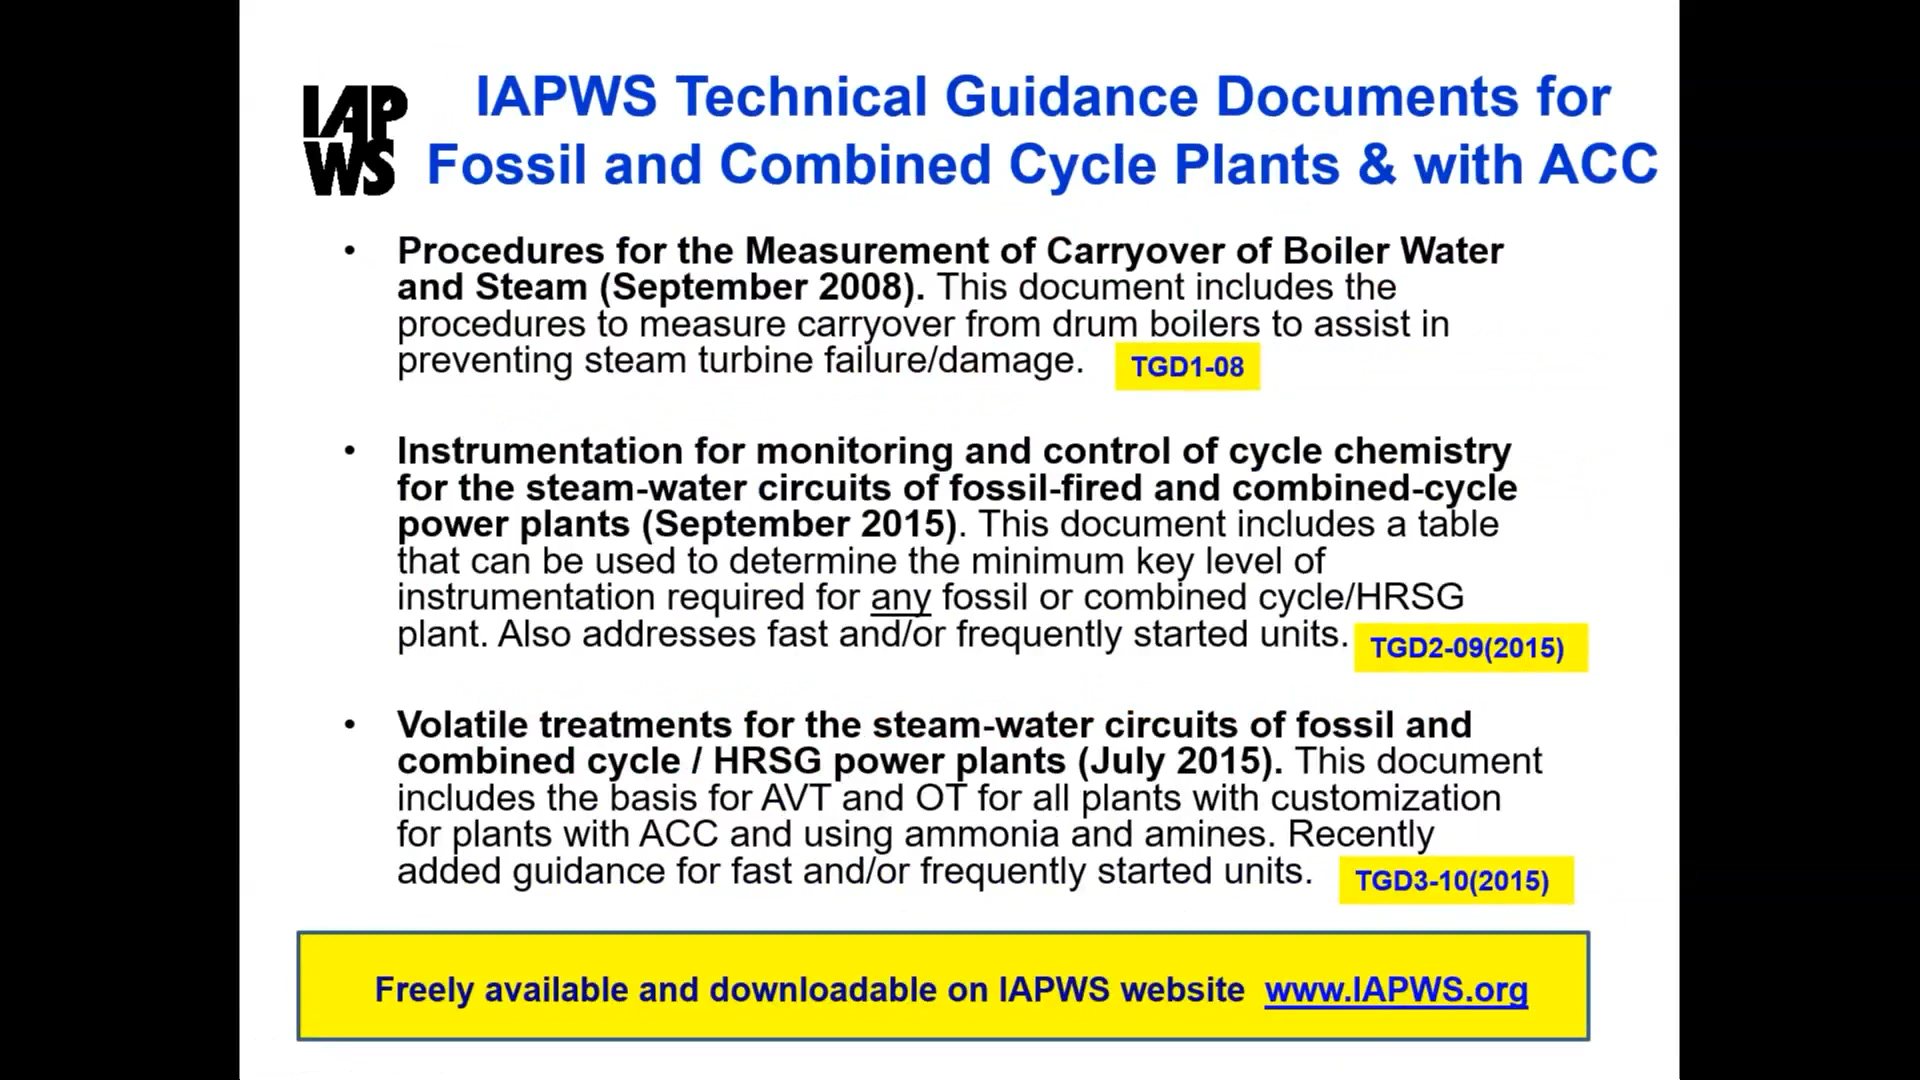 IAP
WS
IAPWS Technical Guidance Documents for
Fossil and Combined Cycle Plants & with ACC
• Procedures for the Measurement of Carryover of Boiler Water
and Steam (September 2008). This document includes the
procedures to measure carryover from drum boilers to assist in
preventing steam turbine failure/damage. TGD1-08
• Instrumentation for monitoring and control of cycle chemistry
for the steam-water circuits of fossil-fired and combined-cycle
power plants (September 2015). This document includes a table
that can be used to determine the minimum key level of
instrumentation required for any fossil or combined cycle/HRSG
plant. Also addresses fast and/or frequently started units. TGD2-09(2015)
• Volatile treatments for the steam-water circuits of fossil and
combined cycle / HRSG power plants (July 2015). This document
includes the basis for AVT and OT for all plants with customization
for plants with ACC and using ammonia and amines. Recently
added guidance for fast and/or frequently started units. TGD3-10(2015)
Freely available and downloadable on IAPWS website www.IAPWS.org